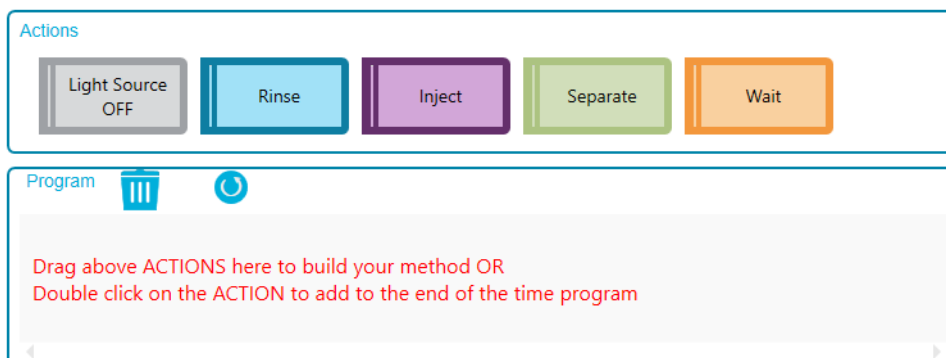 Actions
Light Source
OFF
Rinse
Inject
Separate
Wait
Program
Drag above ACTIONS here to build your method OR
Double click on the ACTION to add to the end of the time program